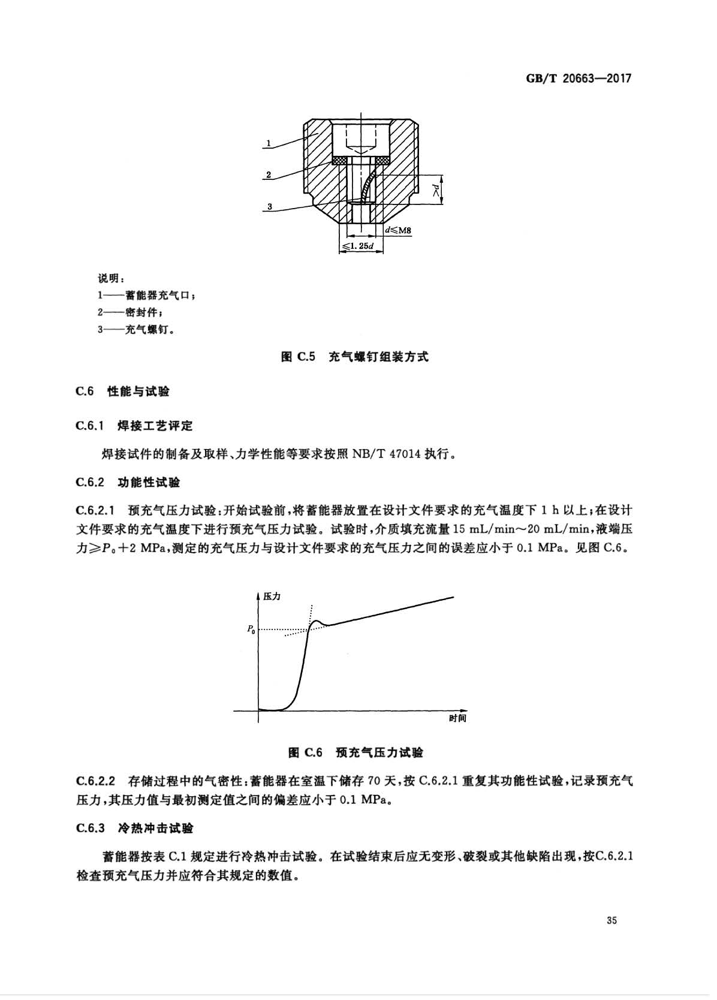 GB/T 20663—2017
1
2
3
>d
d≤M8
≤1.25d
说明：
1——蓄能器充气口；
2——密封件；
3——充气螺钉。
图 C.5 充气螺钉组装方式
C.6 性能与试验
C.6.1 焊接工艺评定
焊接试件的制备及取样、力学性能等要求按照 NB/T 47014 执行。
C.6.2 功能性试验
C.6.2.1 预充气压力试验：开始试验前，将蓄能器放置在设计文件要求的充气温度下 1 h 以上；在设计
文件要求的充气温度下进行预充气压力试验。试验时，介质填充流量 15 mL/min～20 mL/min，液端压
力≥P₀＋2 MPa，测定的充气压力与设计文件要求的充气压力之间的误差应小于 0.1 MPa。见图 C.6。
压力
P₀
时间
图 C.6 预充气压力试验
C.6.2.2 存储过程中的气密性：蓄能器在室温下储存 70 天，按 C.6.2.1 重复其功能性试验，记录预充气
压力，其压力值与最初测定值之间的偏差应小于 0.1 MPa。
C.6.3 冷热冲击试验
蓄能器按表 C.1 规定进行冷热冲击试验。在试验结束后应无变形、破裂或其他缺陷出现，按C.6.2.1
检查预充气压力并应符合其规定的数值。
35